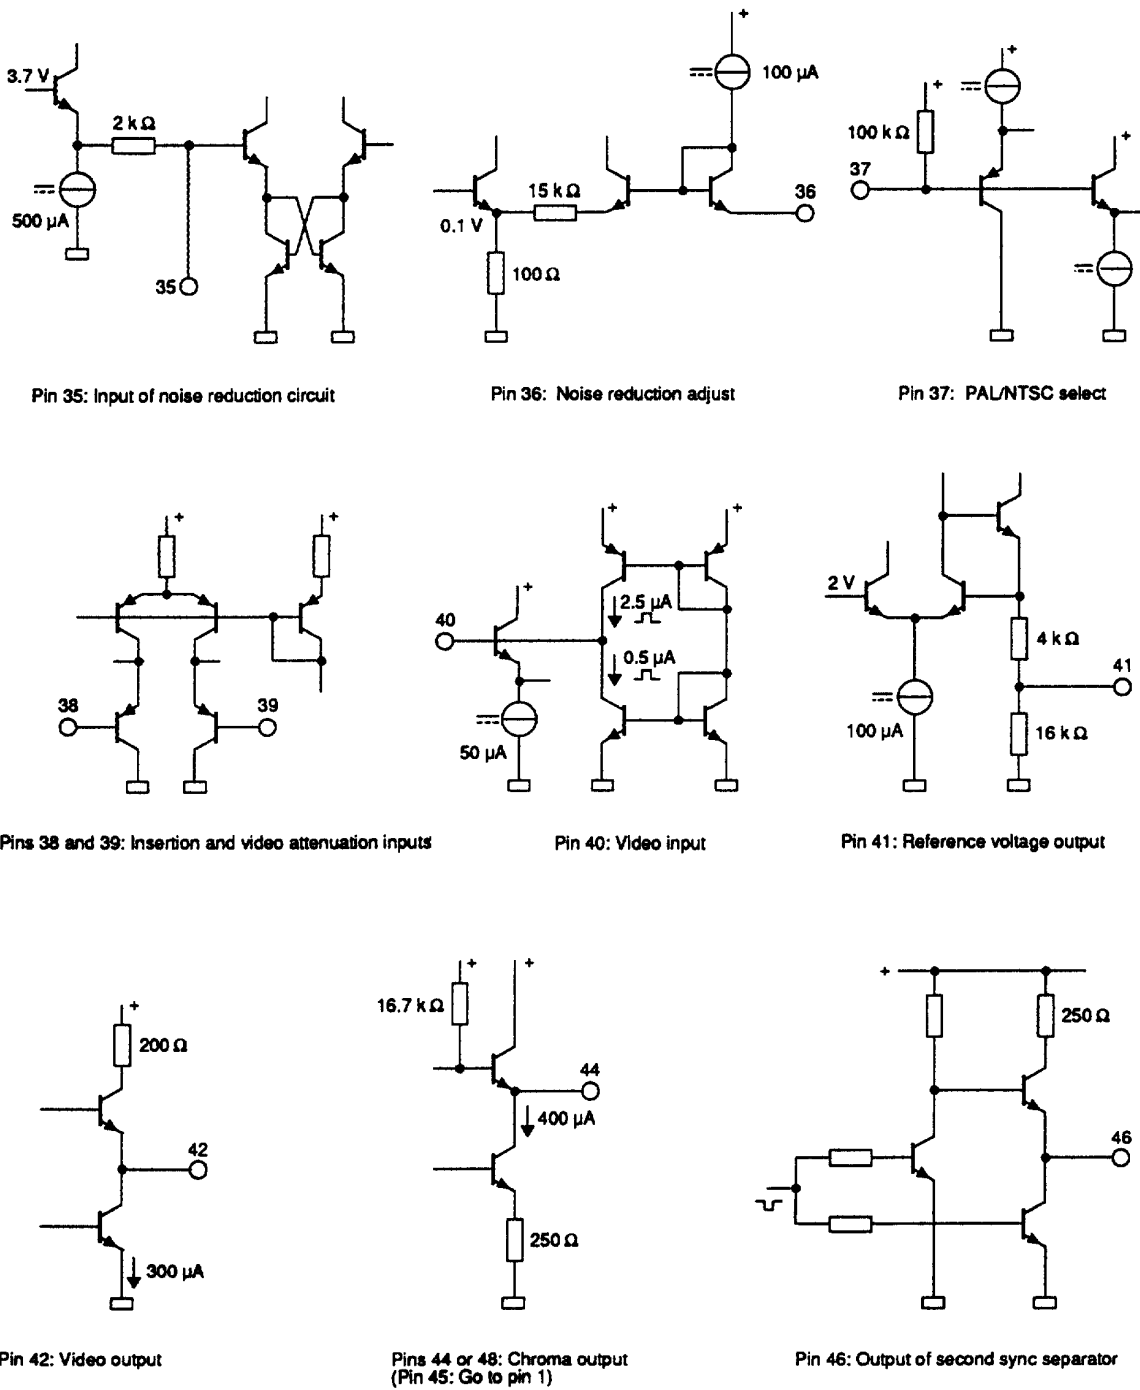 3.7 V
2 kΩ
500 µA
35
Pin 35: Input of noise reduction circuit
+
100 µA
15 kΩ
0.1 V
100 Ω
36
Pin 36: Noise reduction adjust
+
+
100 kΩ
37
+
Pin 37: PAL/NTSC select
+
+
38
39
Pins 38 and 39: Insertion and video attenuation inputs
+
+
+
40
2.5 µA
0.5 µA
50 µA
Pin 40: Video input
2 V
4 kΩ
41
100 µA
16 kΩ
Pin 41: Reference voltage output
+
200 Ω
42
300 µA
Pin 42: Video output
+
+
16.7 kΩ
44
400 µA
250 Ω
Pins 44 or 48: Chroma output
(Pin 45: Go to pin 1)
+
250 Ω
46
Pin 46: Output of second sync separator